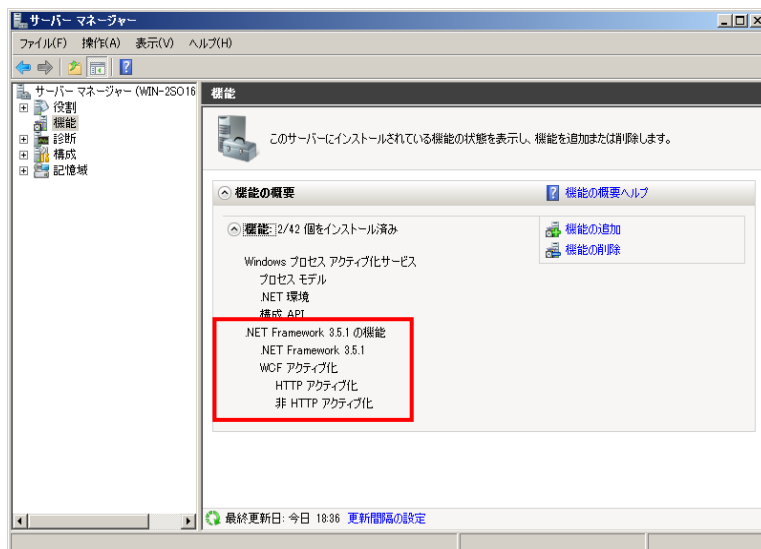 サーバー マネージャー
ファイル(F) 操作(A) 表示(V) ヘルプ(H)
サーバー マネージャー (WIN-2SO16
役割
機能
診断
構成
記憶域
機能
このサーバーにインストールされている機能の状態を表示し、機能を追加または削除します。
機能の概要
機能の概要ヘルプ
機能: 2/42 個をインストール済み
Windows プロセス アクティブ化サービス
プロセス モデル
.NET 環境
構成 API
.NET Framework 3.5.1 の機能
.NET Framework 3.5.1
WCF アクティブ化
HTTP アクティブ化
非 HTTP アクティブ化
機能の追加
機能の削除
最終更新日: 今日 18:36 更新間隔の設定